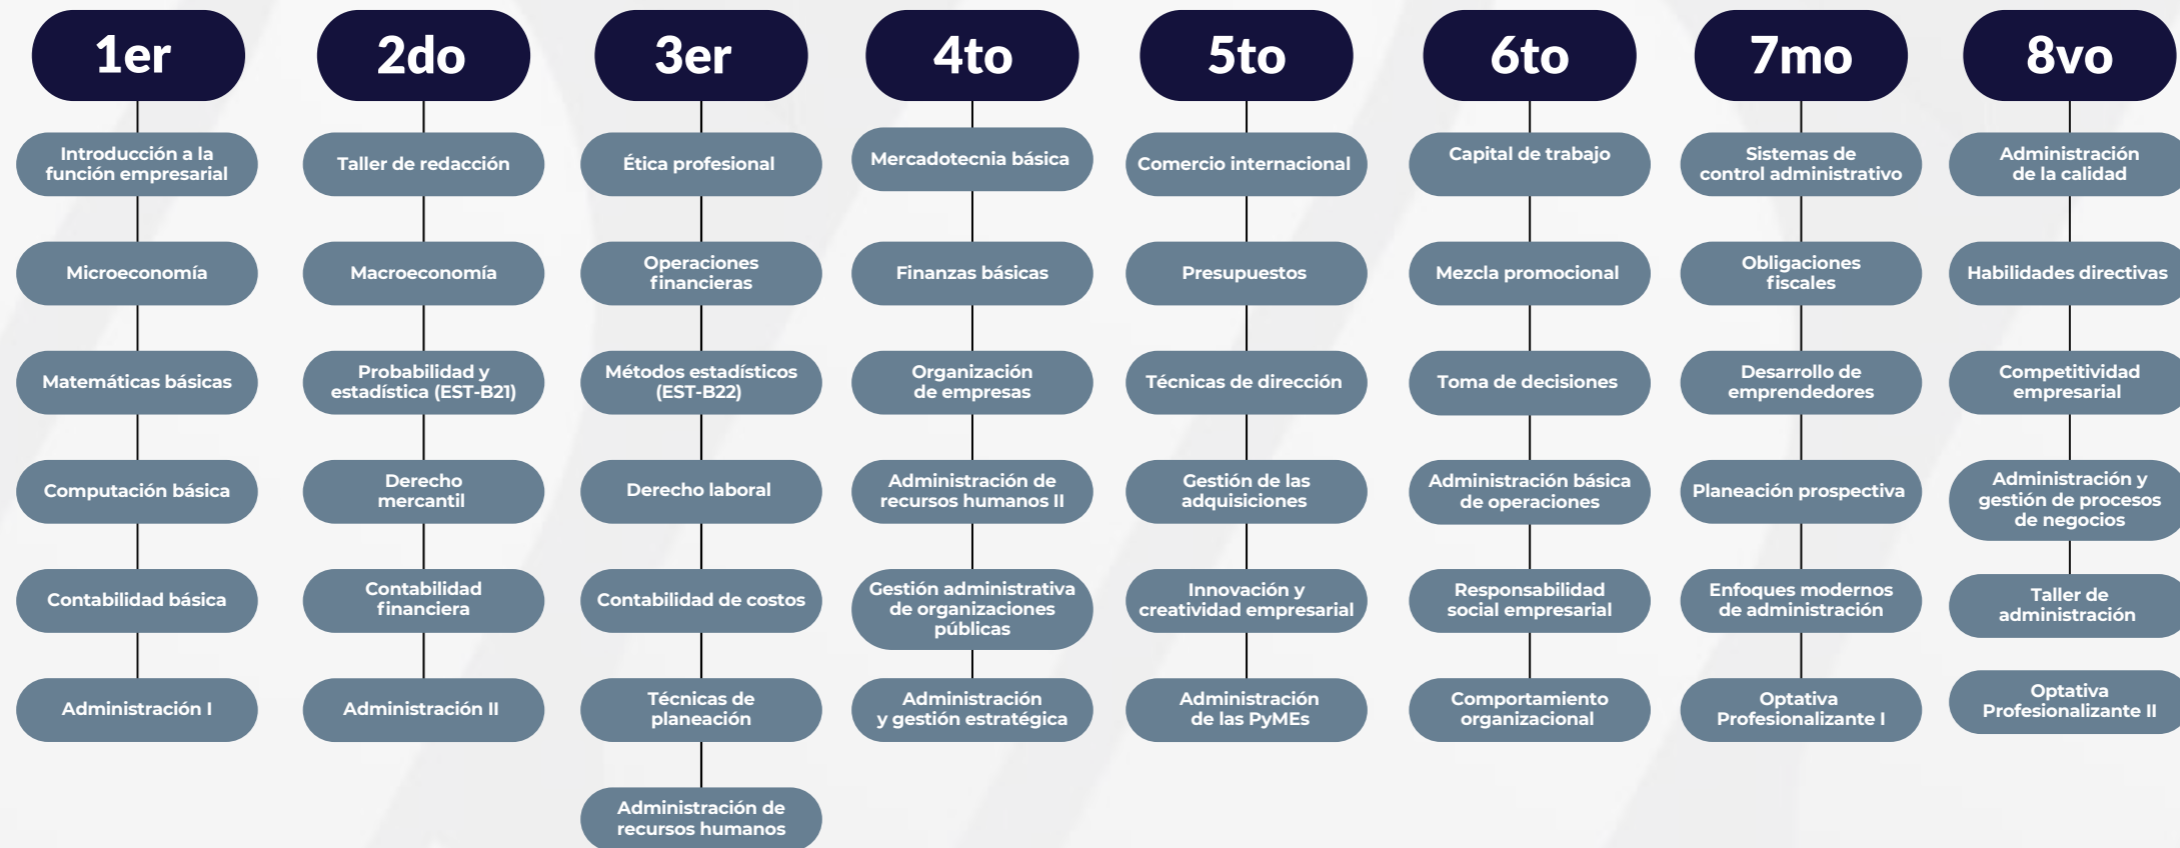 1er
Introducción a la
función empresarial
Microeconomía
Matemáticas básicas
Computación básica
Contabilidad básica
Administración I
2do
Taller de redacción
Macroeconomía
Probabilidad y
estadística (EST-B21)
Derecho
mercantil
Contabilidad
financiera
Administración II
3er
Ética profesional
Operaciones
financieras
Métodos estadísticos
(EST-B22)
Derecho laboral
Contabilidad de costos
Técnicas de
planeación
Administración de
recursos humanos
4to
Mercadotecnia básica
Finanzas básicas
Organización
de empresas
Administración de
recursos humanos II
Gestión administrativa
de organizaciones
públicas
Administración
y gestión estratégica
5to
Comercio internacional
Presupuestos
Técnicas de dirección
Gestión de las
adquisiciones
Innovación y
creatividad empresarial
Administración
de las PyMEs
6to
Capital de trabajo
Mezcla promocional
Toma de decisiones
Administración básica
de operaciones
Responsabilidad
social empresarial
Comportamiento
organizacional
7mo
Sistemas de
control administrativo
Obligaciones
fiscales
Desarrollo de
emprendedores
Planeación prospectiva
Enfoques modernos
de administración
Optativa
Profesionalizante I
8vo
Administración
de la calidad
Habilidades directivas
Competitividad
empresarial
Administración y
gestión de procesos
de negocios
Taller de
administración
Optativa
Profesionalizante II